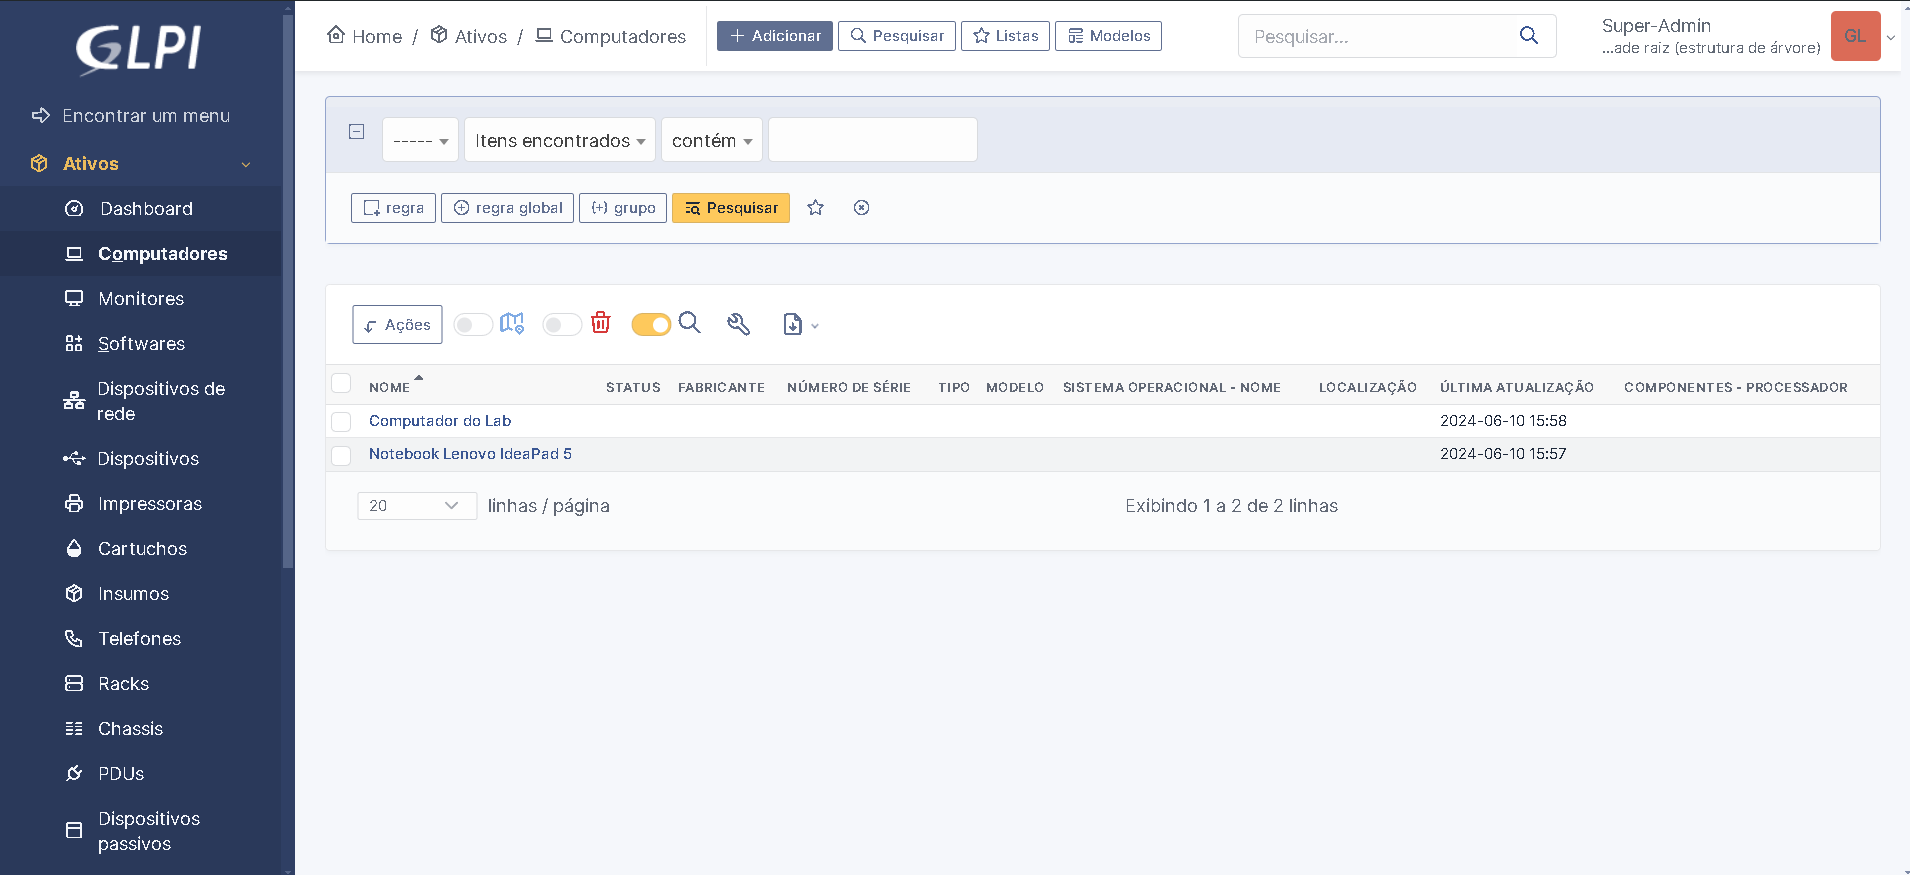 GLPI
Encontrar um menu
Ativos
Dashboard
Computadores
Monitores
Softwares
Dispositivos de
rede
Dispositivos
Impressoras
Cartuchos
Insumos
Telefones
Racks
Chassis
PDUs
Dispositivos
passivos
Home / Ativos / Computadores
Adicionar
Pesquisar
Listas
Modelos
Pesquisar...
Super-Admin
...ade raiz (estrutura de árvore)
GL
----- Itens encontrados contém
regra
regra global
grupo
Pesquisar
Ações
NOME STATUS FABRICANTE NÚMERO DE SÉRIE TIPO MODELO SISTEMA OPERACIONAL - NOME LOCALIZAÇÃO ÚLTIMA ATUALIZAÇÃO COMPONENTES - PROCESSADOR
Computador do Lab 2024-06-10 15:58
Notebook Lenovo IdeaPad 5 2024-06-10 15:57
20 linhas / página Exibindo 1 a 2 de 2 linhas